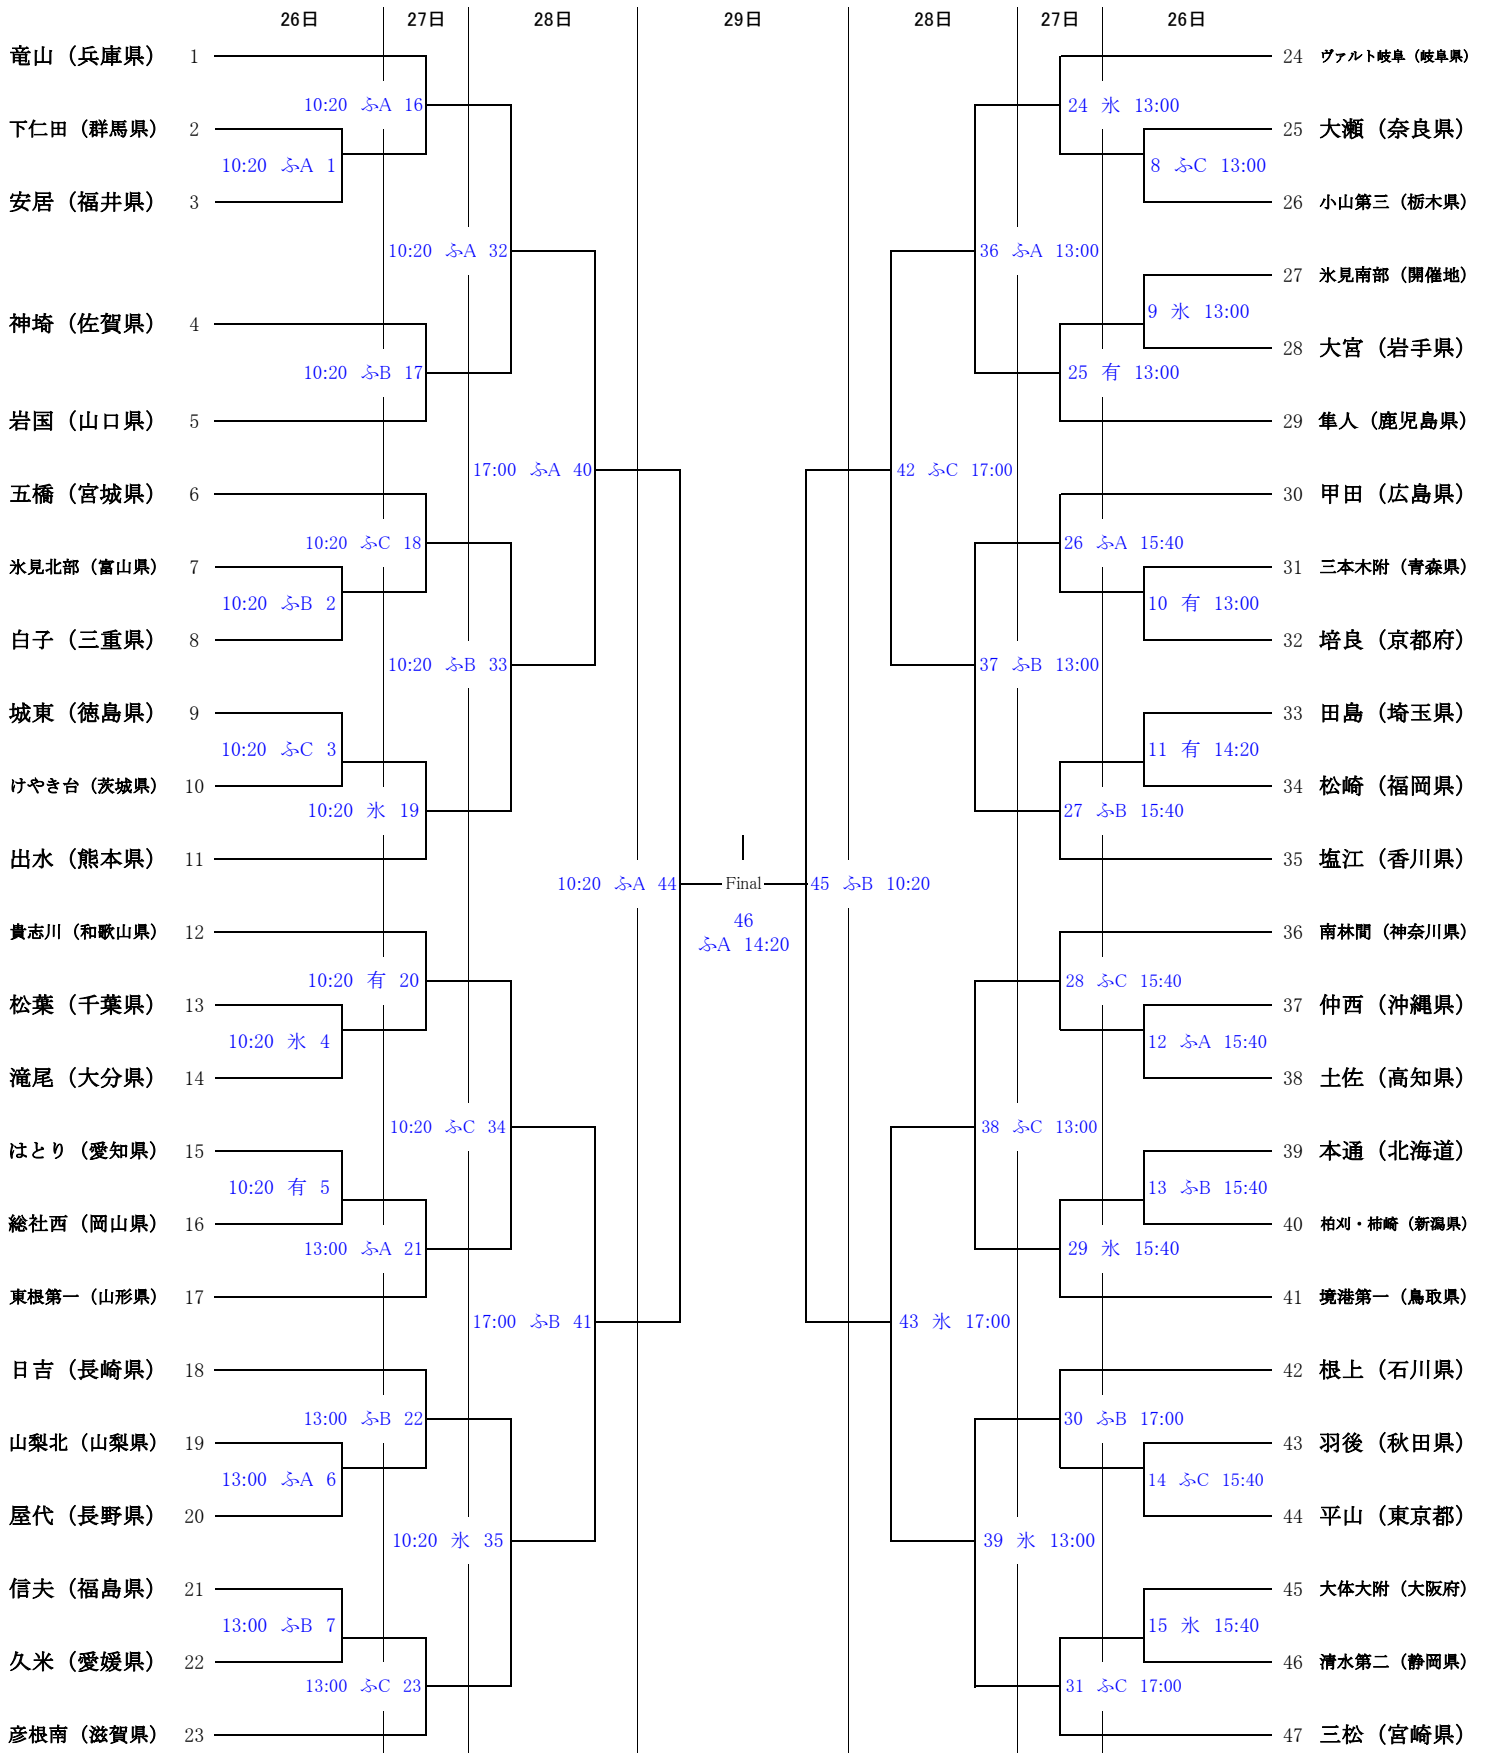 26日 27日 28日 29日 28日 27日 26日
竜山（兵庫県） 1
10:20 ふA 16
下仁田（群馬県） 2
10:20 ふA 1
安居（福井県） 3
10:20 ふA 32
神埼（佐賀県） 4
10:20 ふB 17
岩国（山口県） 5
17:00 ふA 40
五橋（宮城県） 6
10:20 ふC 18
氷見北部（富山県） 7
10:20 ふB 2
白子（三重県） 8
10:20 ふB 33
城東（徳島県） 9
10:20 ふC 3
けやき台（茨城県） 10
10:20 氷 19
出水（熊本県） 11
10:20 ふA 44
貴志川（和歌山県） 12
10:20 有 20
松葉（千葉県） 13
10:20 氷 4
滝尾（大分県） 14
10:20 ふC 34
はとり（愛知県） 15
10:20 有 5
総社西（岡山県） 16
13:00 ふA 21
東根第一（山形県） 17
17:00 ふB 41
日吉（長崎県） 18
13:00 ふB 22
山梨北（山梨県） 19
13:00 ふA 6
屋代（長野県） 20
10:20 氷 35
信夫（福島県） 21
13:00 ふB 7
久米（愛媛県） 22
13:00 ふC 23
彦根南（滋賀県） 23
Final
46
ふA 14:20
24 ヴァルト岐阜（岐阜県）
24 氷 13:00
25 大瀬（奈良県）
8 ふC 13:00
26 小山第三（栃木県）
36 ふA 13:00
27 氷見南部（開催地）
9 氷 13:00
28 大宮（岩手県）
25 有 13:00
29 隼人（鹿児島県）
42 ふC 17:00
30 甲田（広島県）
26 ふA 15:40
31 三本木附（青森県）
10 有 13:00
32 培良（京都府）
37 ふB 13:00
33 田島（埼玉県）
11 有 14:20
34 松崎（福岡県）
27 ふB 15:40
35 塩江（香川県）
45 ふB 10:20
36 南林間（神奈川県）
28 ふC 15:40
37 仲西（沖縄県）
12 ふA 15:40
38 土佐（高知県）
38 ふC 13:00
39 本通（北海道）
13 ふB 15:40
40 柏刈・柿崎（新潟県）
29 氷 15:40
41 境港第一（鳥取県）
43 氷 17:00
42 根上（石川県）
30 ふB 17:00
43 羽後（秋田県）
14 ふC 15:40
44 平山（東京都）
39 氷 13:00
45 大体大附（大阪府）
15 氷 15:40
46 清水第二（静岡県）
31 ふC 17:00
47 三松（宮崎県）